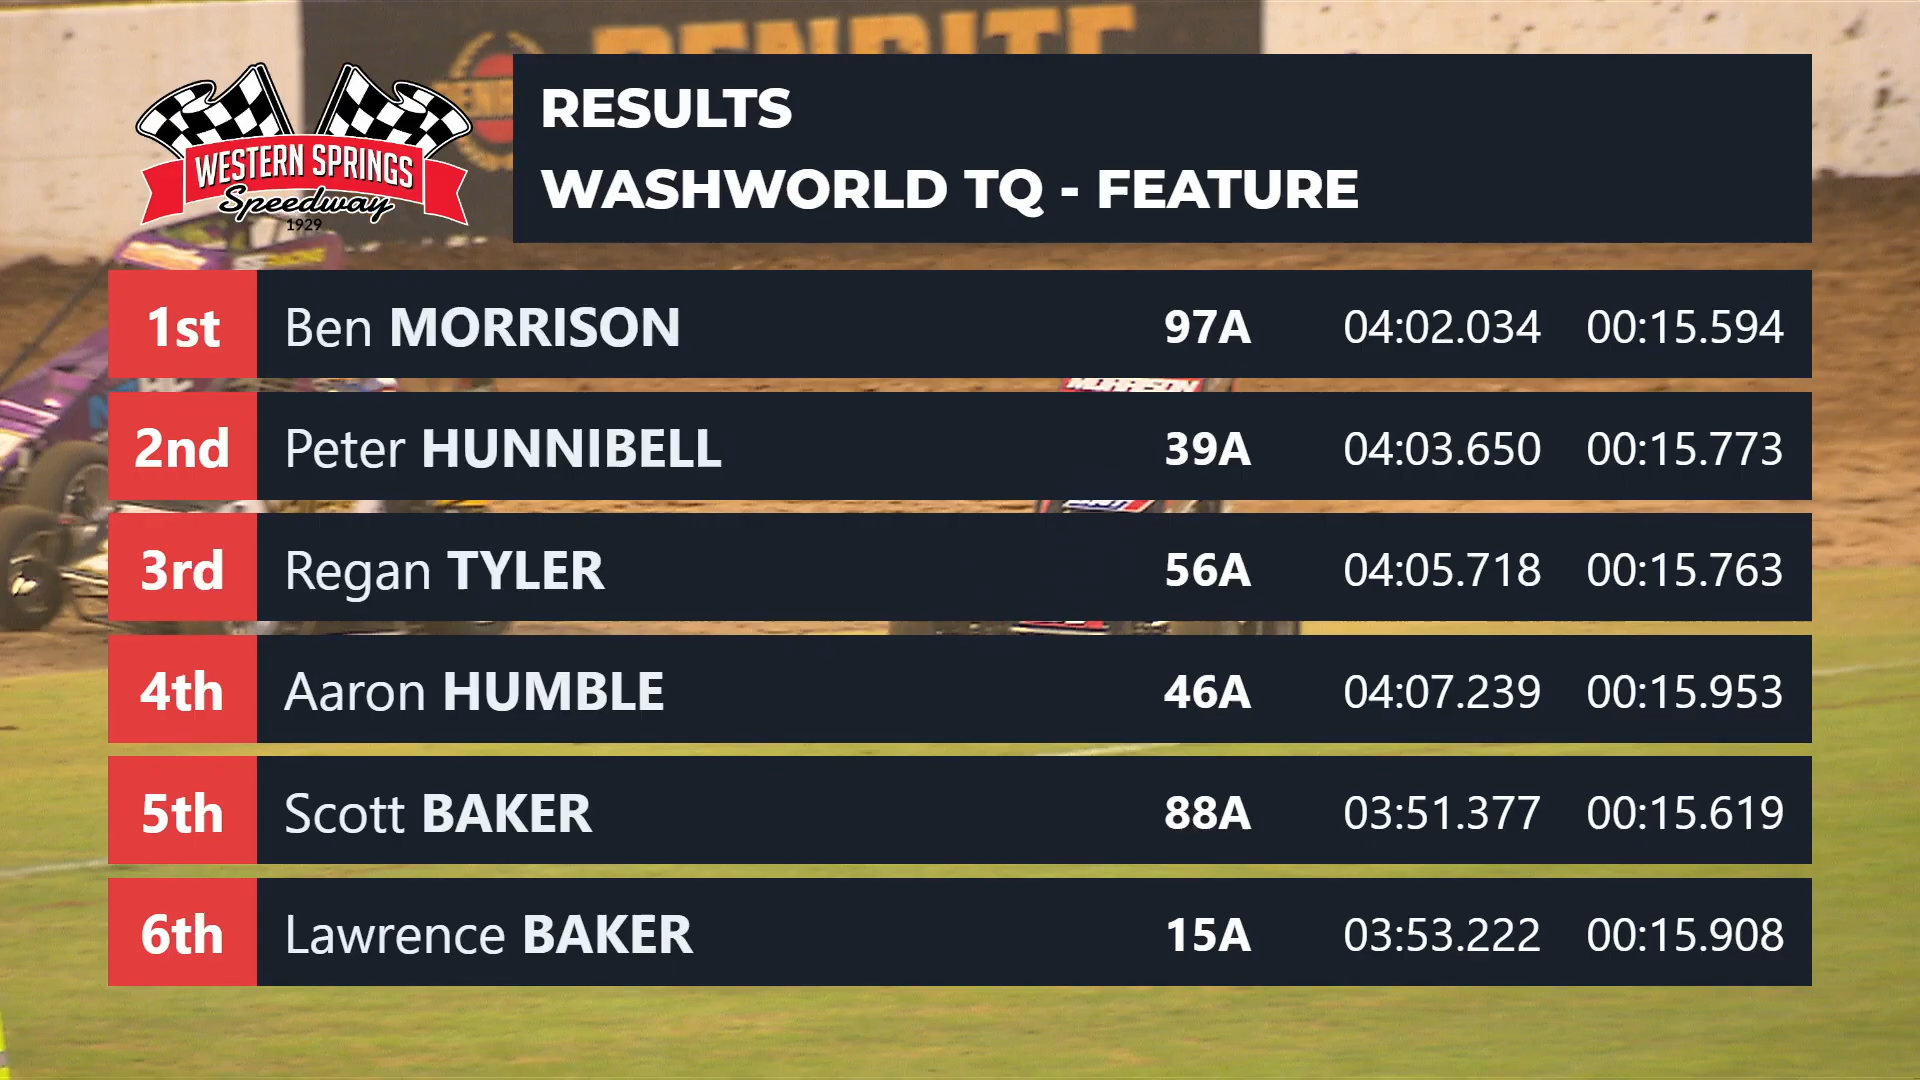 WESTERN SPRINGS
Speedway
1929
RESULTS
WASHWORLD TQ - FEATURE
1st Ben MORRISON 97A 04:02.034 00:15.594
MORRISON
2nd Peter HUNNIBELL 39A 04:03.650 00:15.773
3rd Regan TYLER 56A 04:05.718 00:15.763
4th Aaron HUMBLE 46A 04:07.239 00:15.953
5th Scott BAKER 88A 03:51.377 00:15.619
6th Lawrence BAKER 15A 03:53.222 00:15.908